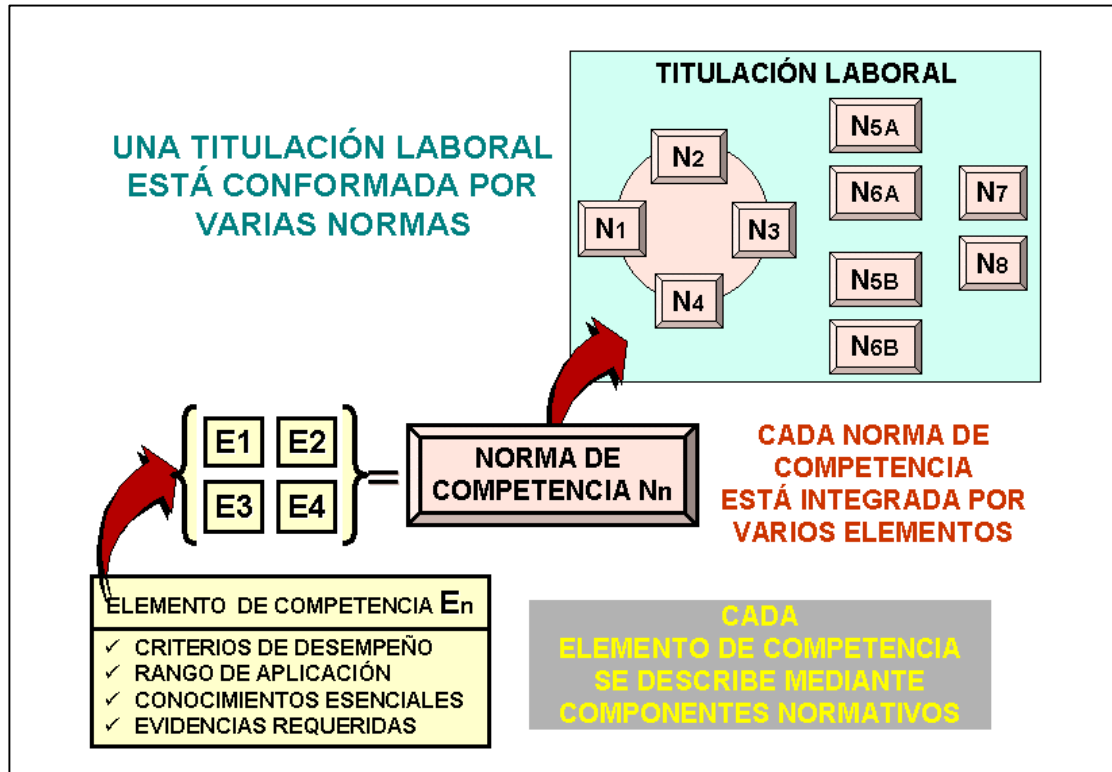 TITULACIÓN LABORAL
UNA TITULACIÓN LABORAL
ESTÁ CONFORMADA POR
VARIAS NORMAS
N1
N2
N3
N4
N5A
N6A
N5B
N6B
N7
N8
E1 E2
E3 E4
=
NORMA DE
COMPETENCIA Nn
CADA NORMA DE
COMPETENCIA
ESTÁ INTEGRADA POR
VARIOS ELEMENTOS
ELEMENTO DE COMPETENCIA En
✓ CRITERIOS DE DESEMPEÑO
✓ RANGO DE APLICACIÓN
✓ CONOCIMIENTOS ESENCIALES
✓ EVIDENCIAS REQUERIDAS
CADA
ELEMENTO DE COMPETENCIA
SE DESCRIBE MEDIANTE
COMPONENTES NORMATIVOS